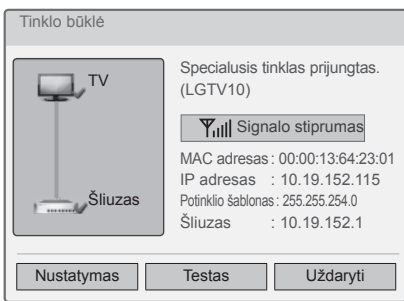 Tinklo būklė
TV
Šliuzas
Specialusis tinklas prijungtas.
(LGTV10)
Signalo stiprumas
MAC adresas : 00:00:13:64:23:01
IP adresas : 10.19.152.115
Potinklio šablonas : 255.255.254.0
Šliuzas : 10.19.152.1
Nustatymas
Testas
Uždaryti